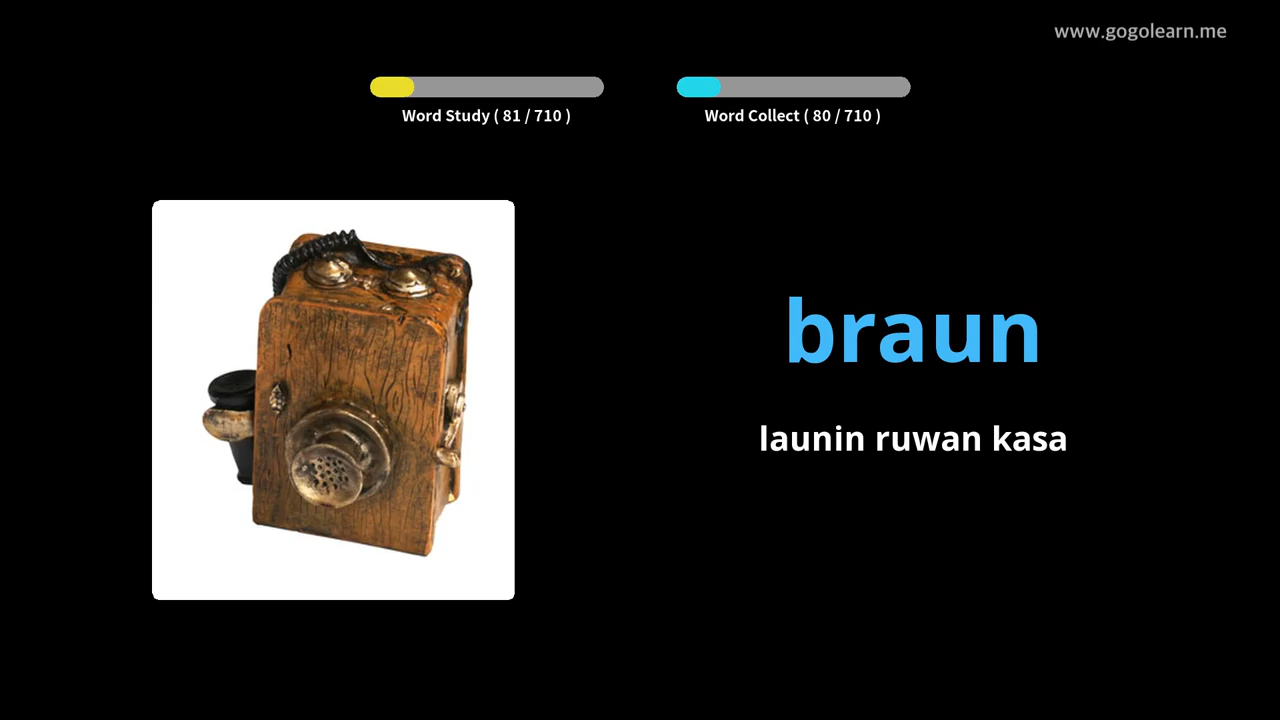 www.gogolearn.me
Word Study ( 81 / 710 )
Word Collect ( 80 / 710 )
braun
launin ruwan kasa